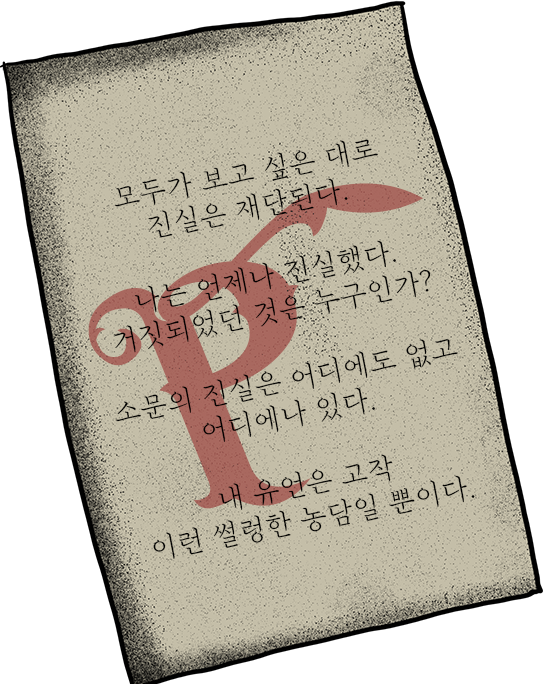 모두가 보고 싶은 대로
진실은 재단된다.
나는 언제나 진실했다.
거짓되었던 것은 누구인가?
소문의 진실은 어디에도 없고
어디에나 있다.
내 유언은 고작
이런 썰렁한 농담일 뿐이다.
P